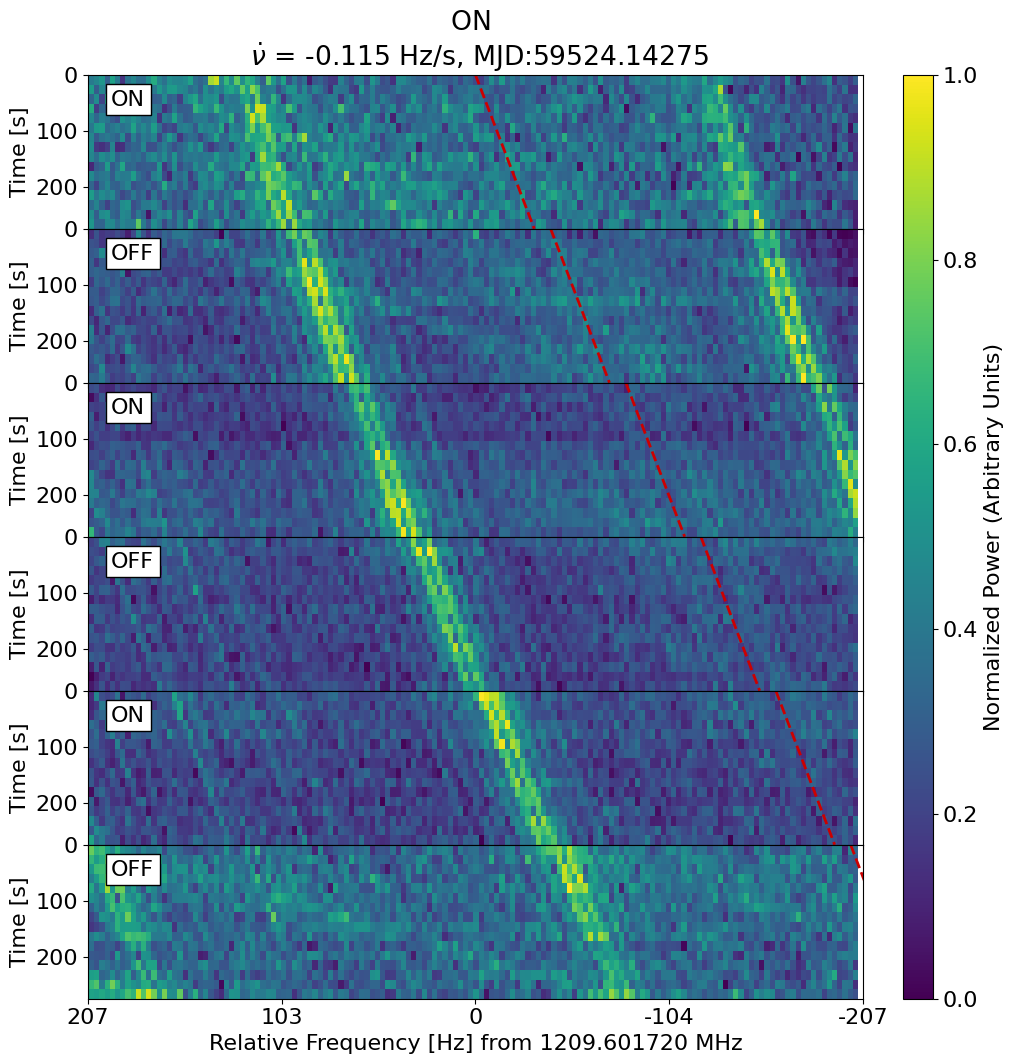 ON
ν̇ = -0.115 Hz/s, MJD:59524.14275
0
100
200
Time [s]
ON
0
100
200
Time [s]
OFF
0
100
200
Time [s]
ON
0
100
200
Time [s]
OFF
0
100
200
Time [s]
ON
0
100
200
Time [s]
OFF
207 103 0 -104 -207
Relative Frequency [Hz] from 1209.601720 MHz
1.0
0.8
0.6
0.4
0.2
0.0
Normalized Power (Arbitrary Units)